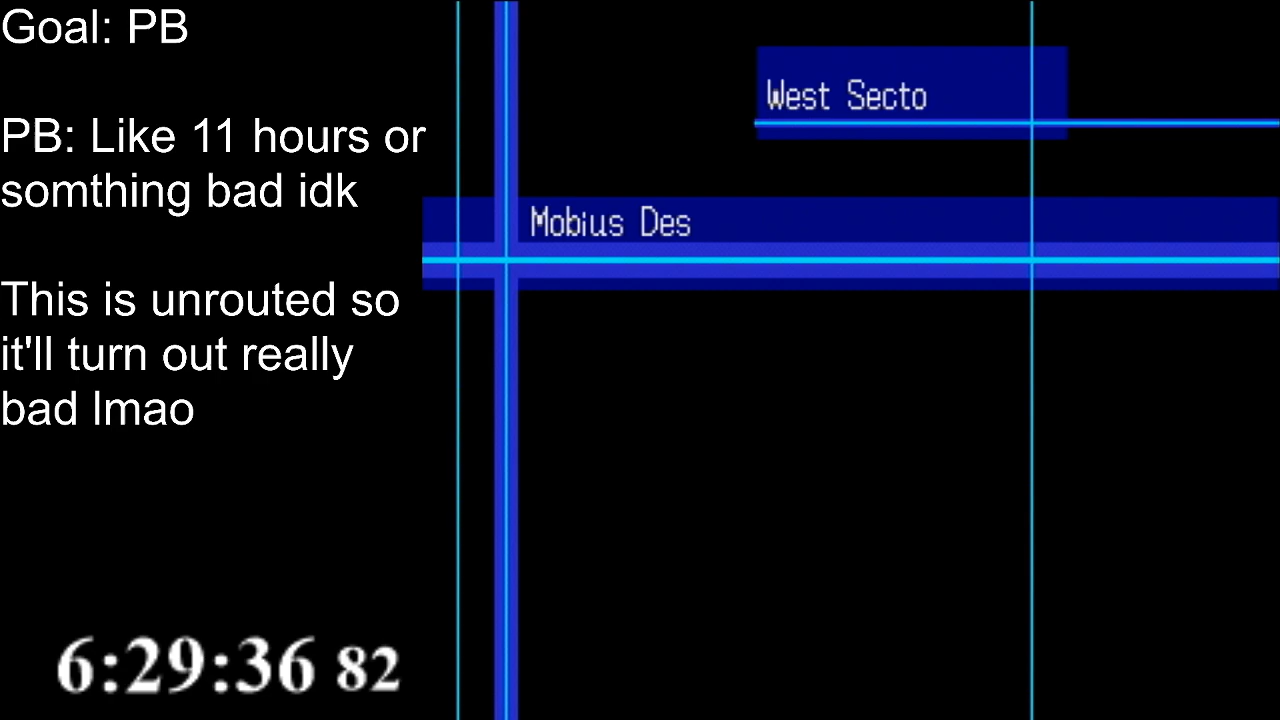 Goal: PB
PB: Like 11 hours or
somthing bad idk
This is unrouted so
it'll turn out really
bad lmao
West Secto
Mobius Des
6:29:36 82